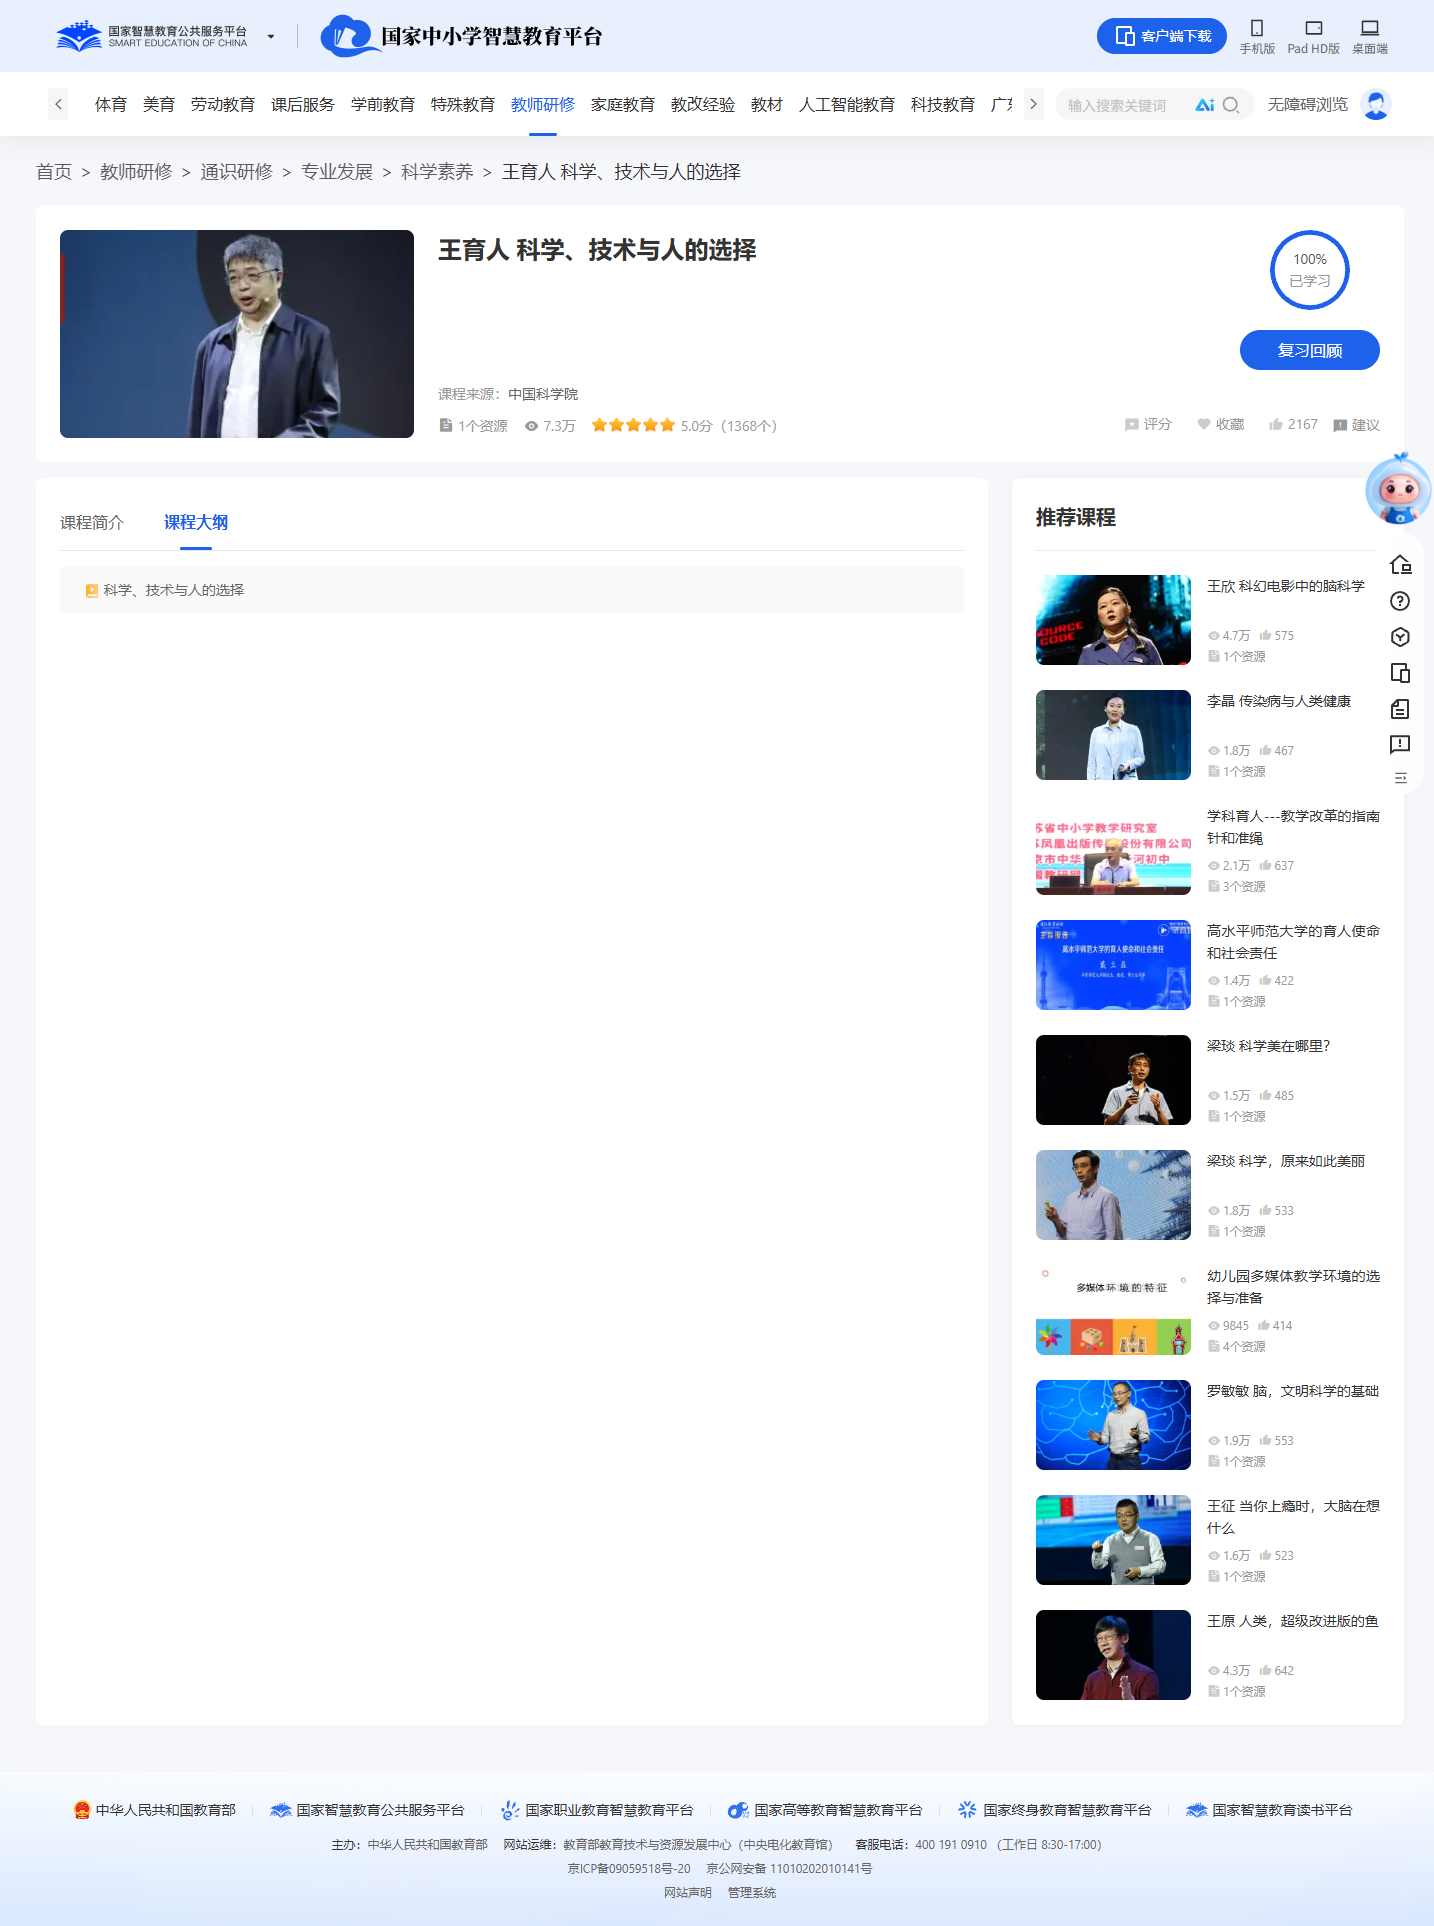 国家智慧教育公共服务平台
SMART EDUCATION OF CHINA
国家中小学智慧教育平台
客户端下载
手机版
Pad HD版
桌面端
体育 美育 劳动教育 课后服务 学前教育 特殊教育 教师研修 家庭教育 教改经验 教材 人工智能教育 科技教育
输入搜索关键词
Ai
无障碍浏览
首页 > 教师研修 > 通识研修 > 专业发展 > 科学素养 > 王育人 科学、技术与人的选择
王育人 科学、技术与人的选择
100%
已学习
复习回顾
课程来源：中国科学院
1个资源 7.3万 5.0分（1368个）
评分 收藏 2167 建议
课程简介 课程大纲
科学、技术与人的选择
推荐课程
SOURCE
CODE
王欣 科幻电影中的脑科学
4.7万 575
1个资源
李晶 传染病与人类健康
1.8万 467
1个资源
学科育人---教学改革的指南
针和准绳
2.1万 637
3个资源
高水平师范大学的育人使命和社会责任
高水平师范大学的育人使命
和社会责任
1.4万 422
1个资源
梁琰 科学美在哪里？
1.5万 485
1个资源
梁琰 科学，原来如此美丽
1.8万 533
1个资源
多媒体环境的特征
幼儿园多媒体教学环境的选
择与准备
9845 414
4个资源
罗敏敏 脑，文明科学的基础
1.9万 553
1个资源
王征 当你上瘾时，大脑在想
什么
1.6万 523
1个资源
王原 人类，超级改进版的鱼
4.3万 642
1个资源
中华人民共和国教育部 国家智慧教育公共服务平台 国家职业教育智慧教育平台 国家高等教育智慧教育平台 国家终身教育智慧教育平台 国家智慧教育读书平台
主办：中华人民共和国教育部 网站运维：教育部教育技术与资源发展中心（中央电化教育馆） 客服电话：400 191 0910 （工作日 8:30-17:00）
京ICP备09059518号-20 京公网安备 11010202010141号
网站声明 管理系统